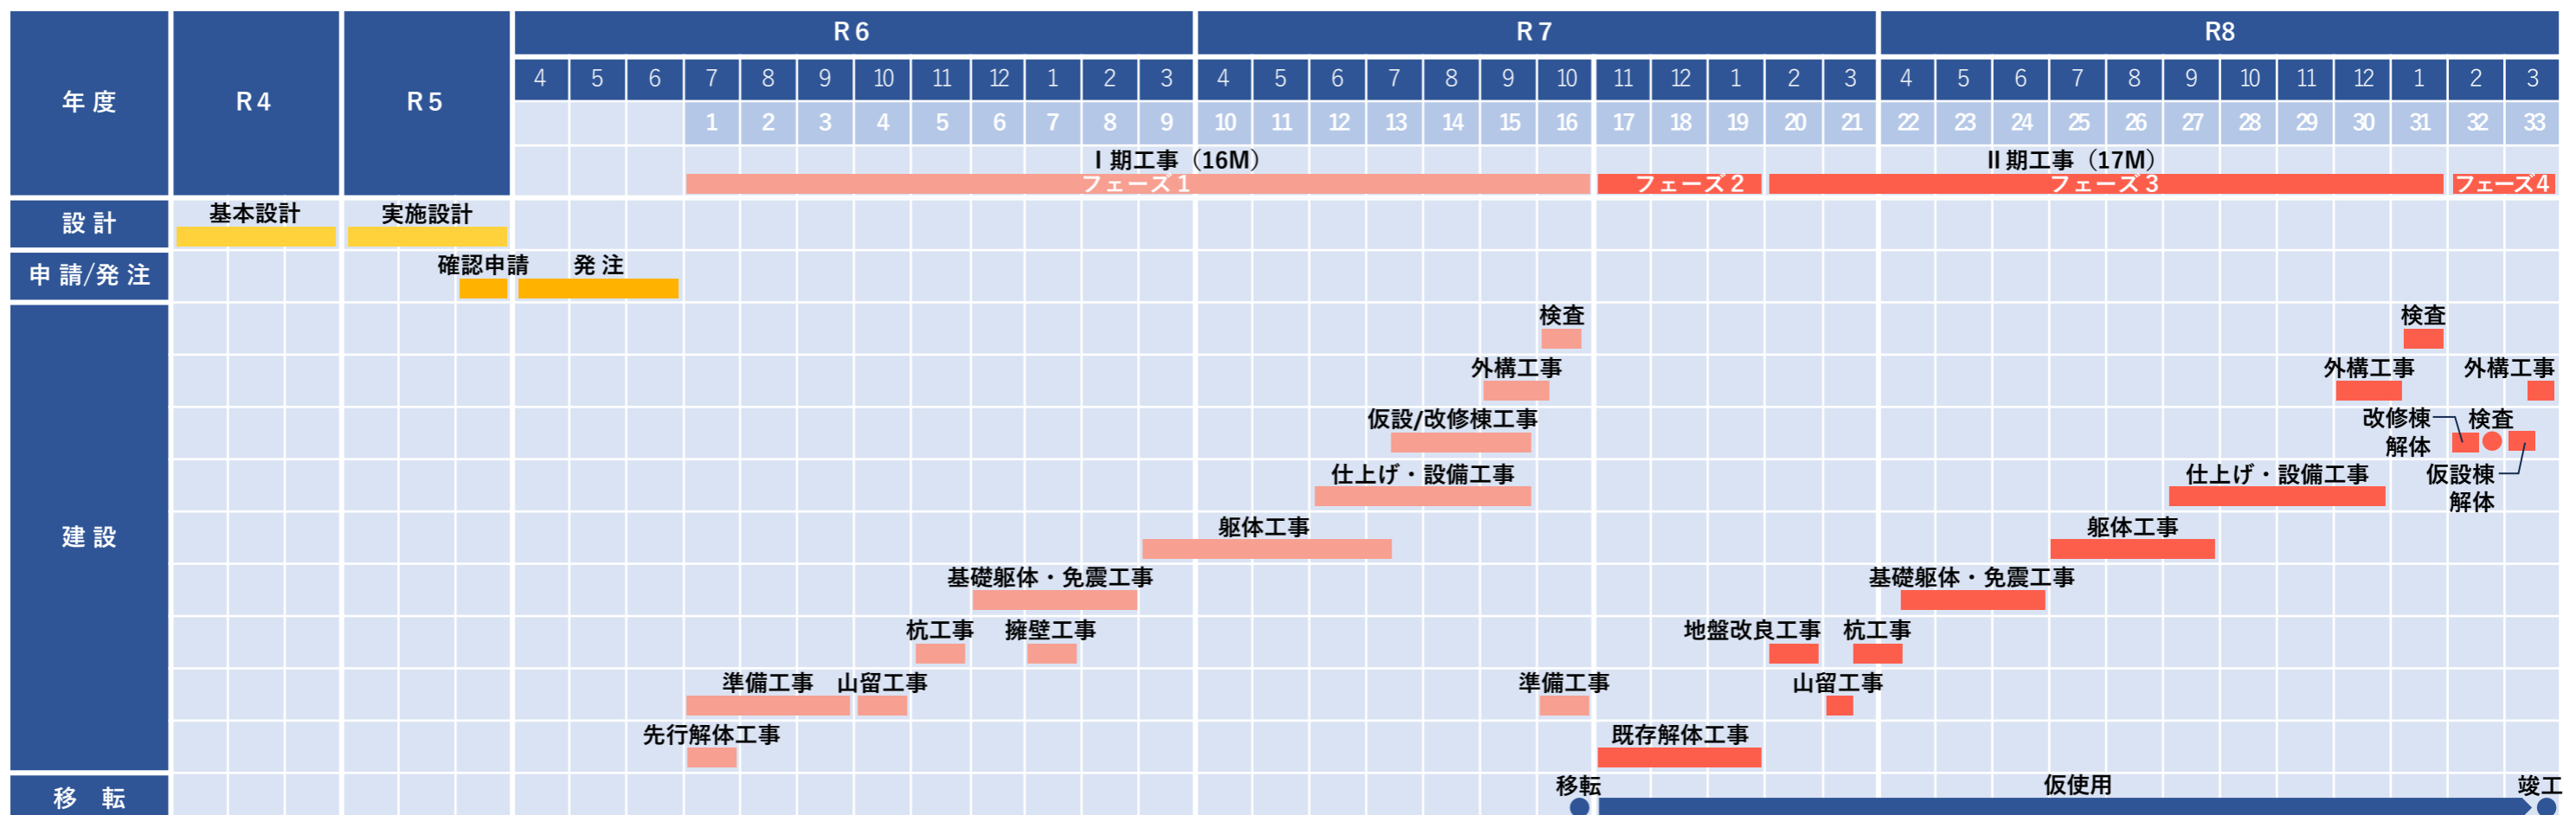 年度 R4 R5 R6 R7 R8
4 5 6 7 8 9 10 11 12 1 2 3 4 5 6 7 8 9 10 11 12 1 2 3 4 5 6 7 8 9 10 11 12 1 2 3
1 2 3 4 5 6 7 8 9 10 11 12 13 14 15 16 17 18 19 20 21 22 23 24 25 26 27 28 29 30 31 32 33
Ⅰ期工事（16M） Ⅱ期工事（17M）
フェーズ1 フェーズ2 フェーズ3 フェーズ4
設計 基本設計 実施設計
申請/発注 確認申請 発注
建設
検査 検査
外構工事 外構工事 外構工事
仮設/改修棟工事 改修棟 検査
解体
仕上げ・設備工事 仕上げ・設備工事 仮設棟
解体
躯体工事 躯体工事
基礎躯体・免震工事 基礎躯体・免震工事
杭工事 擁壁工事 地盤改良工事 杭工事
準備工事 山留工事 準備工事 山留工事
先行解体工事 既存解体工事
移転 移転 仮使用 竣工